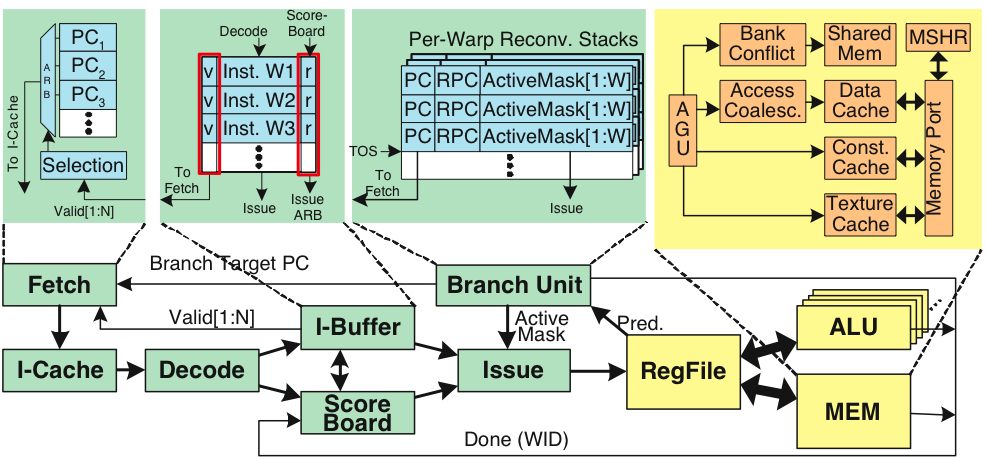 To I-Cache
A
R
B
PC1
PC2
PC3
Selection
Valid[1:N]
Decode
Score-
Board
v Inst. W1 r
v Inst. W2 r
v Inst. W3 r
To
Fetch
Issue
Issue
ARB
Per-Warp Reconv. Stacks
PC RPC ActiveMask[1:W]
PC RPC ActiveMask[1:W]
PC RPC ActiveMask[1:W]
TOS
To
Fetch
Issue
AGU
Bank
Conflict
Shared
Mem
MSHR
Access
Coalesc.
Data
Cache
Const.
Cache
Texture
Cache
Memory Port
Fetch
Branch Target PC
Branch Unit
Valid[1:N]
I-Buffer
Active
Mask
Pred.
ALU
I-Cache
Decode
Issue
RegFile
Score
Board
MEM
Done (WID)